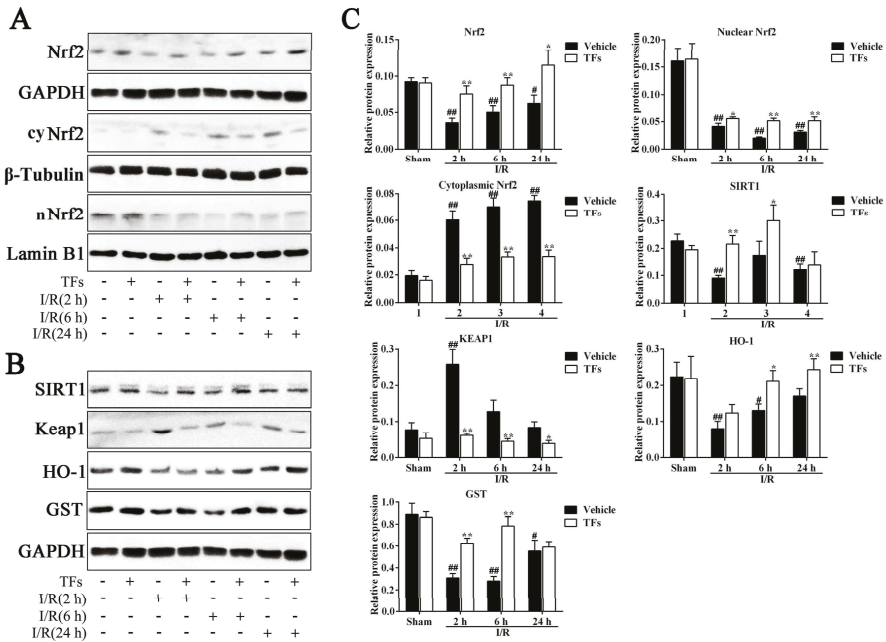 A
Nrf2
GAPDH
cy Nrf2
β-Tubulin
n Nrf2
Lamin B1
TFs - + - + - + - +
I/R(2 h) - - + + - - - -
I/R(6 h) - - - - + + - -
I/R(24 h) - - - - - - + +
B
SIRT1
Keap1
HO-1
GST
GAPDH
TFs - + - + - + - +
I/R(2 h) - - + + - - - -
I/R(6 h) - - - - + + - -
I/R(24 h) - - - - - - + +
C
Nrf2
Relative protein expression
0.15
0.10
0.05
0.00
## ** ## ** # *
Vehicle
TFs
Sham 2 h 6 h 24 h
I/R
Nuclear Nrf2
Relative protein expression
0.20
0.15
0.10
0.05
0.00
## * ## ** ## **
Vehicle
TFs
Sham 2 h 6 h 24 h
I/R
Cytoplasmic Nrf2
Relative protein expression
0.08
0.06
0.04
0.02
0.00
## ** ## ** ## **
Vehicle
TFs
1 2 3 4
I/R
SIRT1
Relative protein expression
0.4
0.3
0.2
0.1
0.0
## ** * ##
Vehicle
TFs
1 2 3 4
I/R
KEAP1
Relative protein expression
0.3
0.2
0.1
0.0
## ** ** *
Vehicle
TFs
Sham 2 h 6 h 24 h
I/R
HO-1
Relative protein expression
0.3
0.2
0.1
0.0
## # * **
Vehicle
TFs
Sham 2 h 6 h 24 h
I/R
GST
Relative protein expression
1.0
0.8
0.6
0.4
0.2
0.0
## ** ## ** #
Vehicle
TFs
Sham 2 h 6 h 24 h
I/R